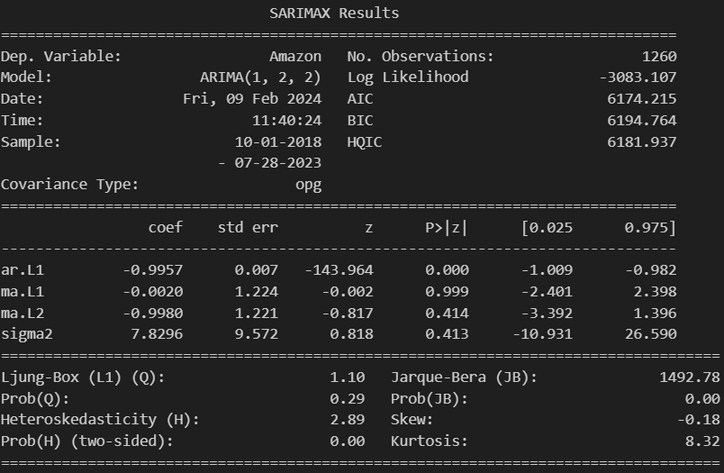 SARIMAX Results
==============================================================================
Dep. Variable: Amazon No. Observations: 1260
Model: ARIMA(1, 2, 2) Log Likelihood -3083.107
Date: Fri, 09 Feb 2024 AIC 6174.215
Time: 11:40:24 BIC 6194.764
Sample: 10-01-2018 HQIC 6181.937
- 07-28-2023
Covariance Type: opg
==============================================================================
coef std err z P>|z| [0.025 0.975]
------------------------------------------------------------------------------
ar.L1 -0.9957 0.007 -143.964 0.000 -1.009 -0.982
ma.L1 -0.0020 1.224 -0.002 0.999 -2.401 2.398
ma.L2 -0.9980 1.221 -0.817 0.414 -3.392 1.396
sigma2 7.8296 9.572 0.818 0.413 -10.931 26.590
===================================================================================
Ljung-Box (L1) (Q): 1.10 Jarque-Bera (JB): 1492.78
Prob(Q): 0.29 Prob(JB): 0.00
Heteroskedasticity (H): 2.89 Skew: -0.18
Prob(H) (two-sided): 0.00 Kurtosis: 8.32
===================================================================================